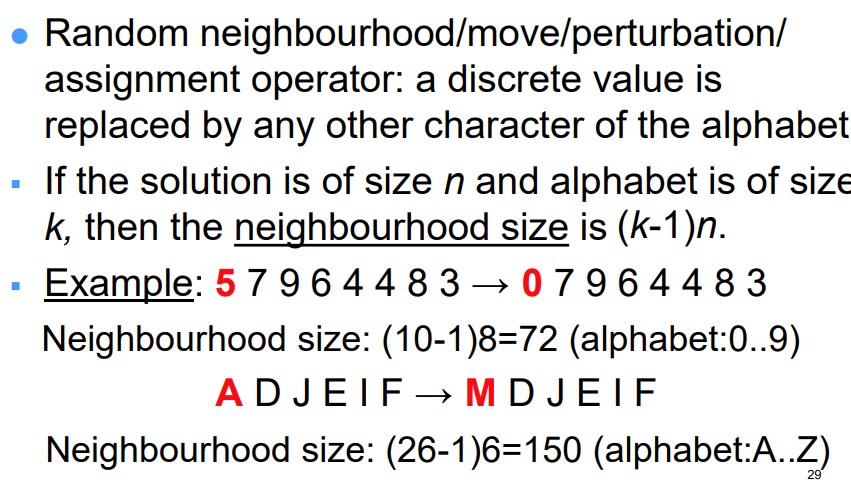 ● Random neighbourhood/move/perturbation/
assignment operator: a discrete value is
replaced by any other character of the alphabet
▪ If the solution is of size n and alphabet is of size
k, then the neighbourhood size is (k-1)n.
▪ Example: 5 7 9 6 4 4 8 3 → 0 7 9 6 4 4 8 3
Neighbourhood size: (10-1)8=72 (alphabet:0..9)
A D J E I F → M D J E I F
Neighbourhood size: (26-1)6=150 (alphabet:A..Z)
29